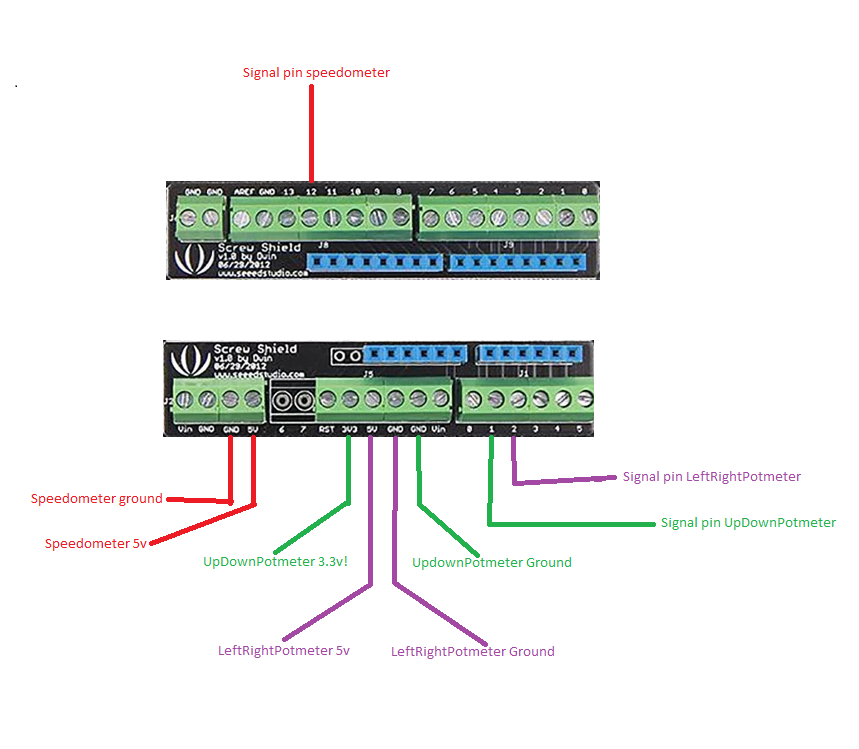 Signal pin speedometer
GND GND AREF GND 13 12 11 10 9 8 7 6 5 4 3 2 1 0
J8 J9
Screw Shield
v1.0 by Dvin
06/29/2012
www.seeedstudio.com
Screw Shield
v1.0 by Dvin
06/29/2012
www.seeedstudio.com
J5 J1
J2
Vin GND GND 5V 6 7 RST 3V3 5V GND GND Vin 0 1 2 3 4 5
Signal pin LeftRightPotmeter
Speedometer ground
Signal pin UpDownPotmeter
Speedometer 5v
UpDownPotmeter 3.3v!
UpdownPotmeter Ground
LeftRightPotmeter 5v
LeftRightPotmeter Ground